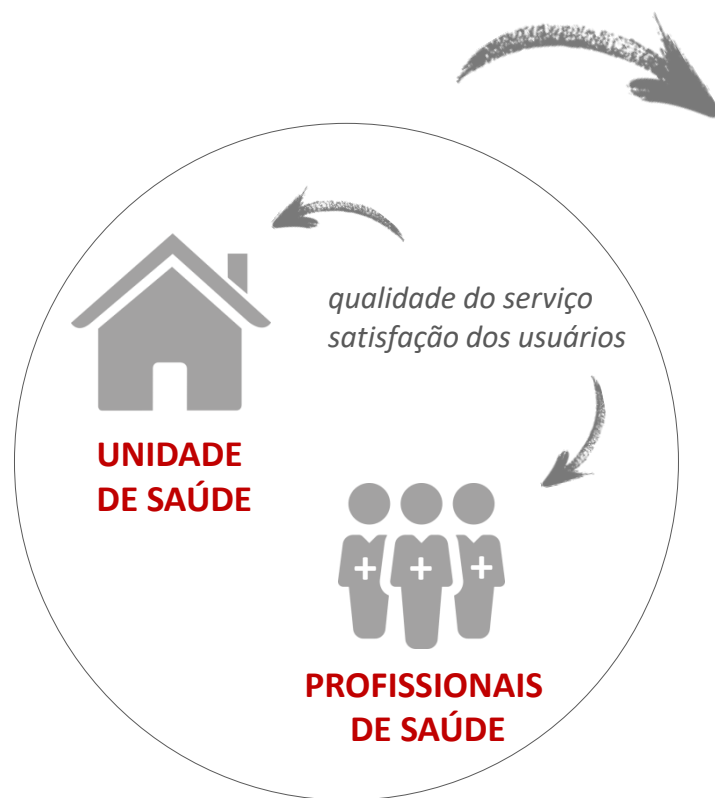 qualidade do serviço
satisfação dos usuários
UNIDADE
DE SAÚDE
PROFISSIONAIS
DE SAÚDE